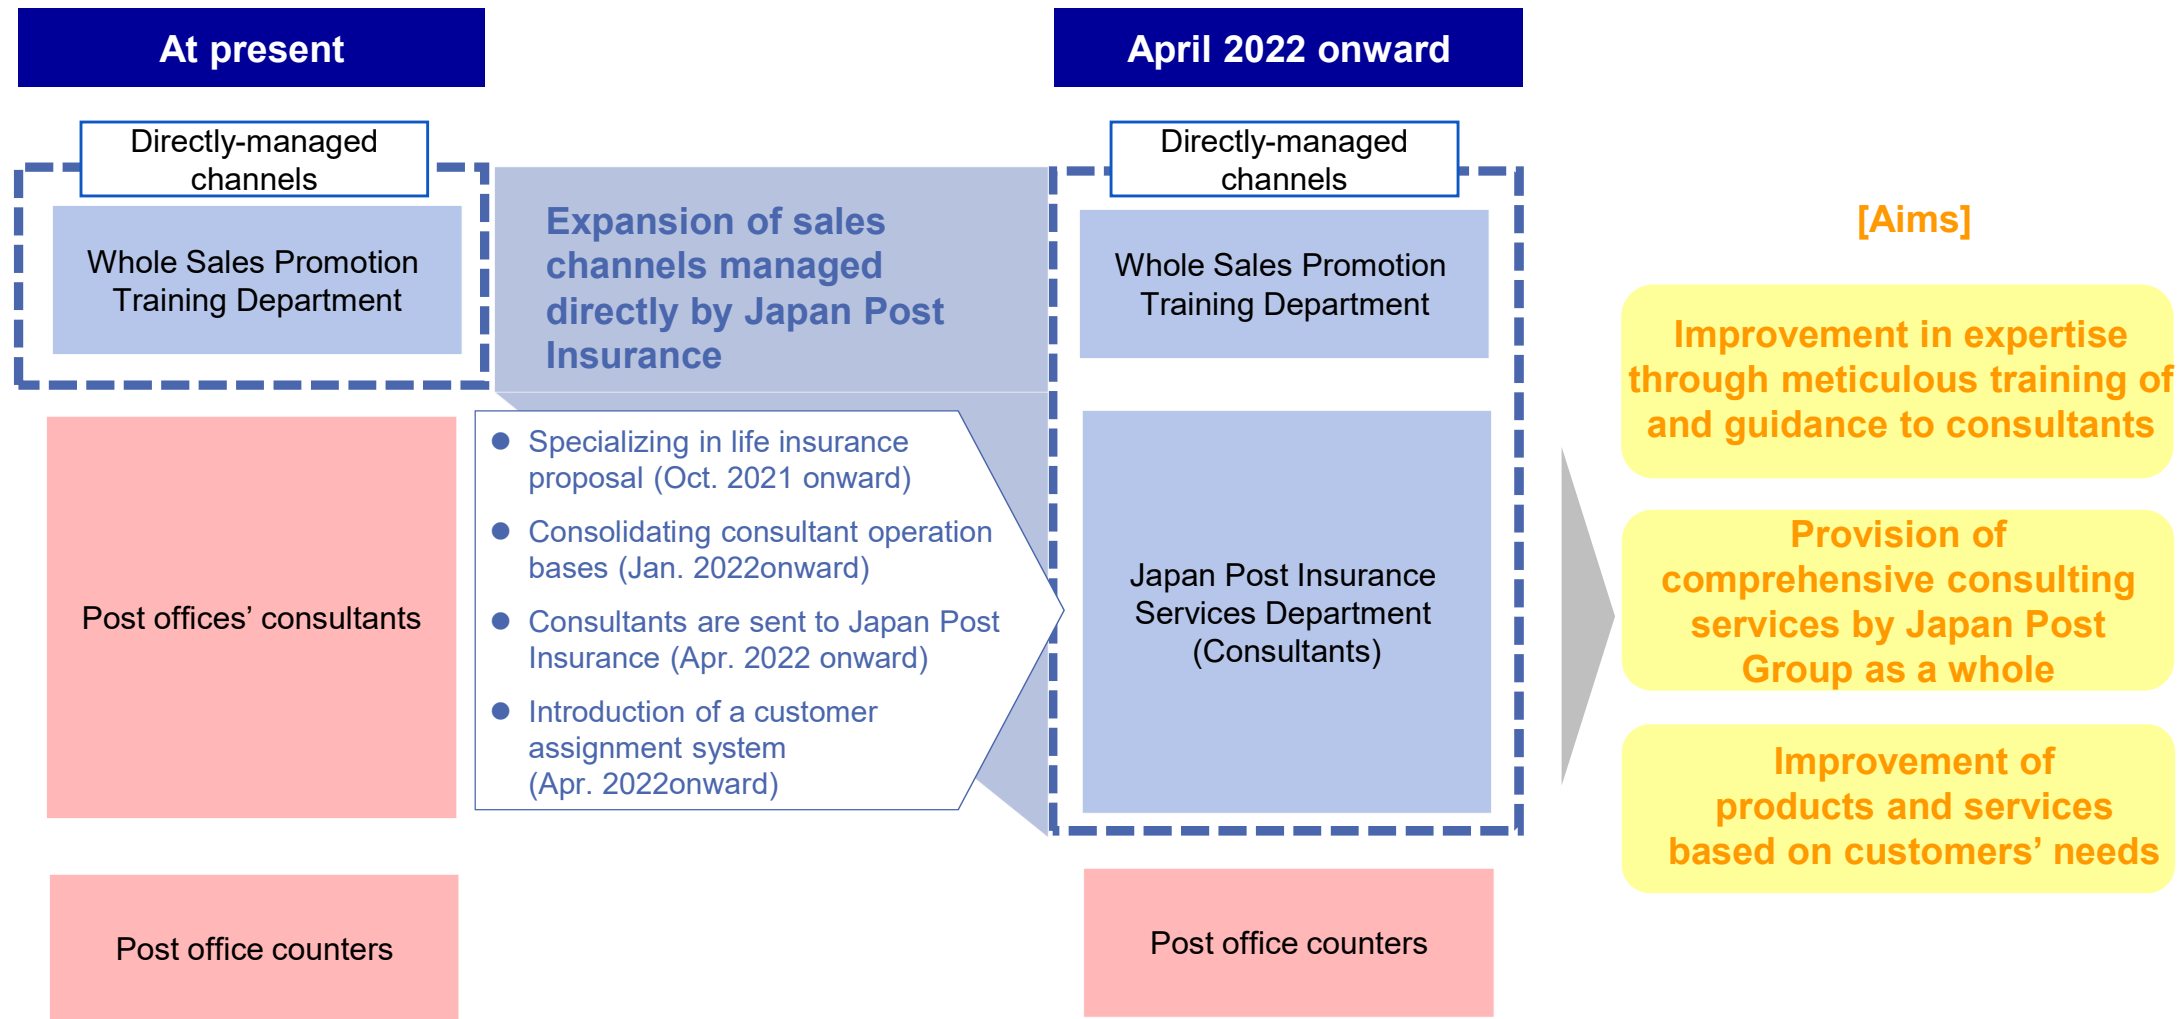 At present
Directly-managed
channels
Whole Sales Promotion
Training Department
Post offices’ consultants
Post office counters
Expansion of sales
channels managed
directly by Japan Post
Insurance
● Specializing in life insurance
proposal (Oct. 2021 onward)
● Consolidating consultant operation
bases (Jan. 2022onward)
● Consultants are sent to Japan Post
Insurance (Apr. 2022 onward)
● Introduction of a customer
assignment system
(Apr. 2022onward)
April 2022 onward
Directly-managed
channels
Whole Sales Promotion
Training Department
Japan Post Insurance
Services Department
(Consultants)
Post office counters
[Aims]
Improvement in expertise
through meticulous training of
and guidance to consultants
Provision of
comprehensive consulting
services by Japan Post
Group as a whole
Improvement of
products and services
based on customers’ needs